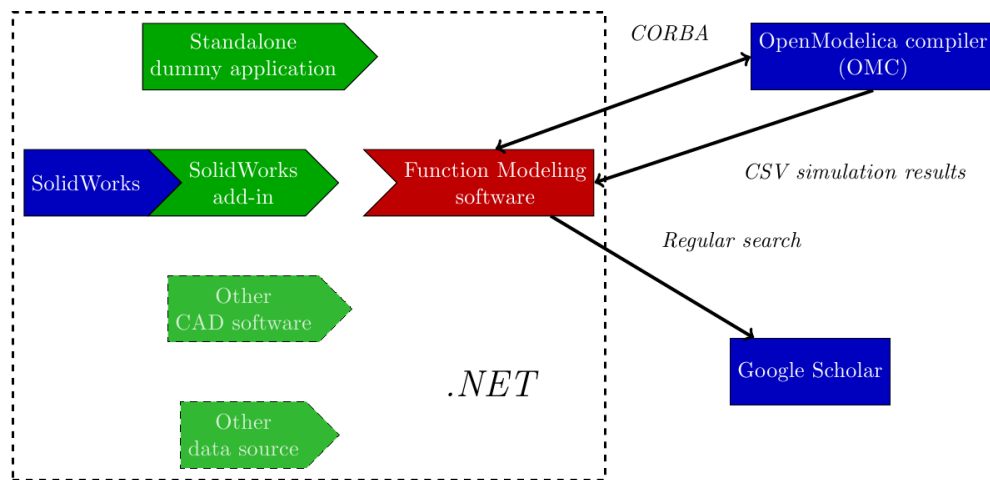 Standalone
dummy application
CORBA
OpenModelica compiler
(OMC)
SolidWorks
SolidWorks
add-in
Function Modeling
software
CSV simulation results
Regular search
Other
CAD software
.NET
Google Scholar
Other
data source